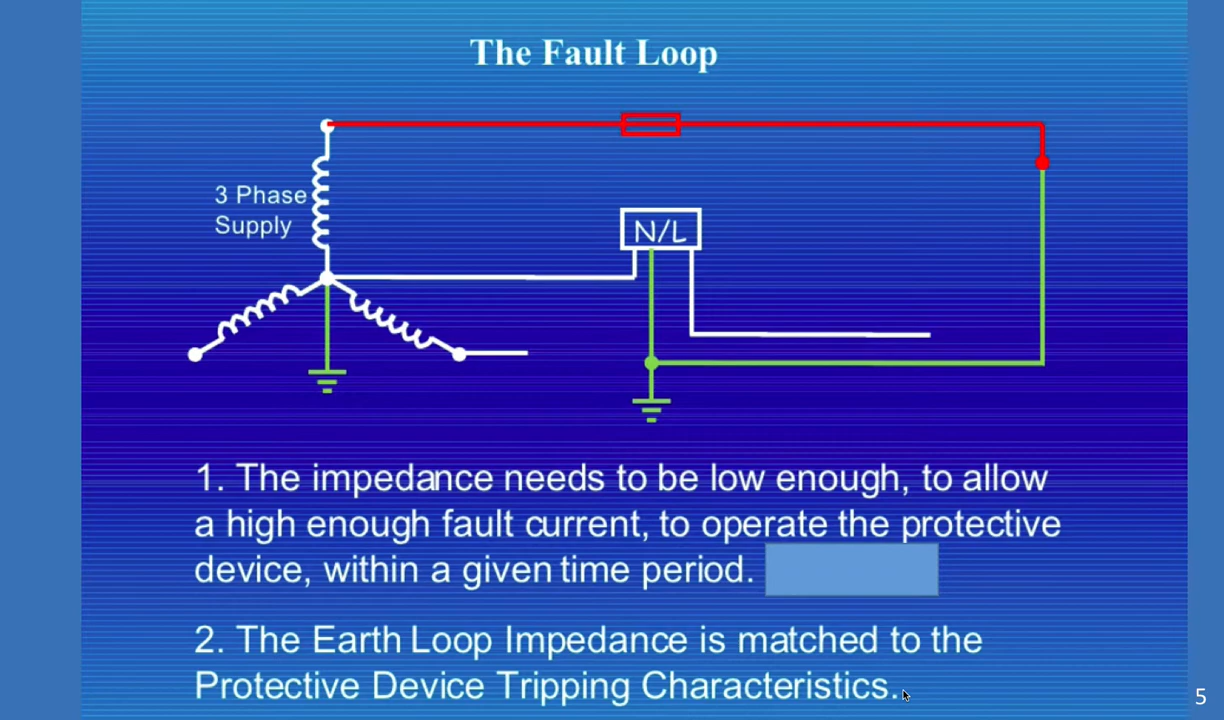 The Fault Loop
3 Phase
Supply
N/L
1. The impedance needs to be low enough, to allow
a high enough fault current, to operate the protective
device, within a given time period.
2. The Earth Loop Impedance is matched to the
Protective Device Tripping Characteristics..
5